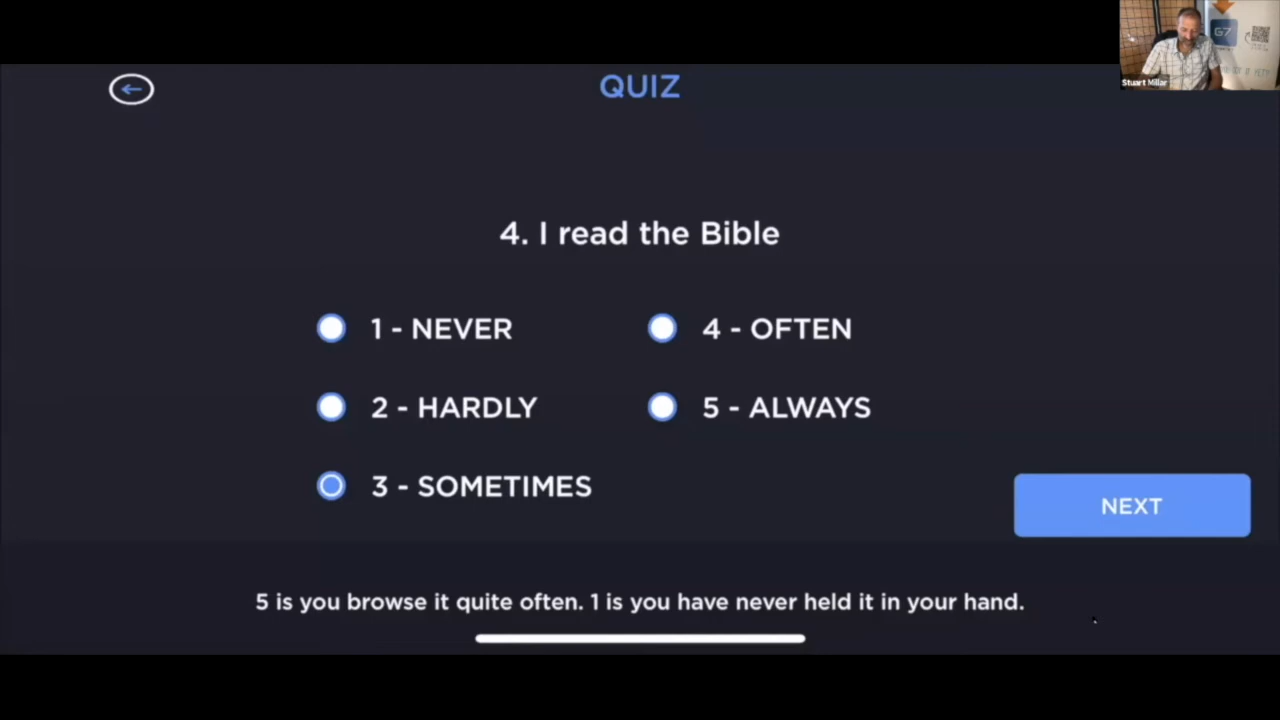 QUIZ
4. I read the Bible
1 - NEVER
2 - HARDLY
3 - SOMETIMES
4 - OFTEN
5 - ALWAYS
NEXT
5 is you browse it quite often. 1 is you have never held it in your hand.
G7
Stuart Millar